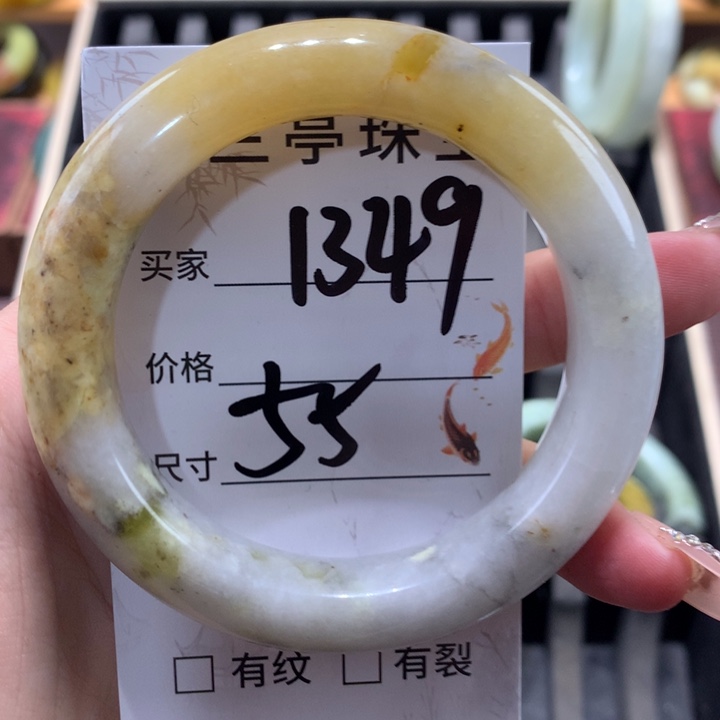 亭珠
买家 1349
价格
尺寸 55
有纹 有裂